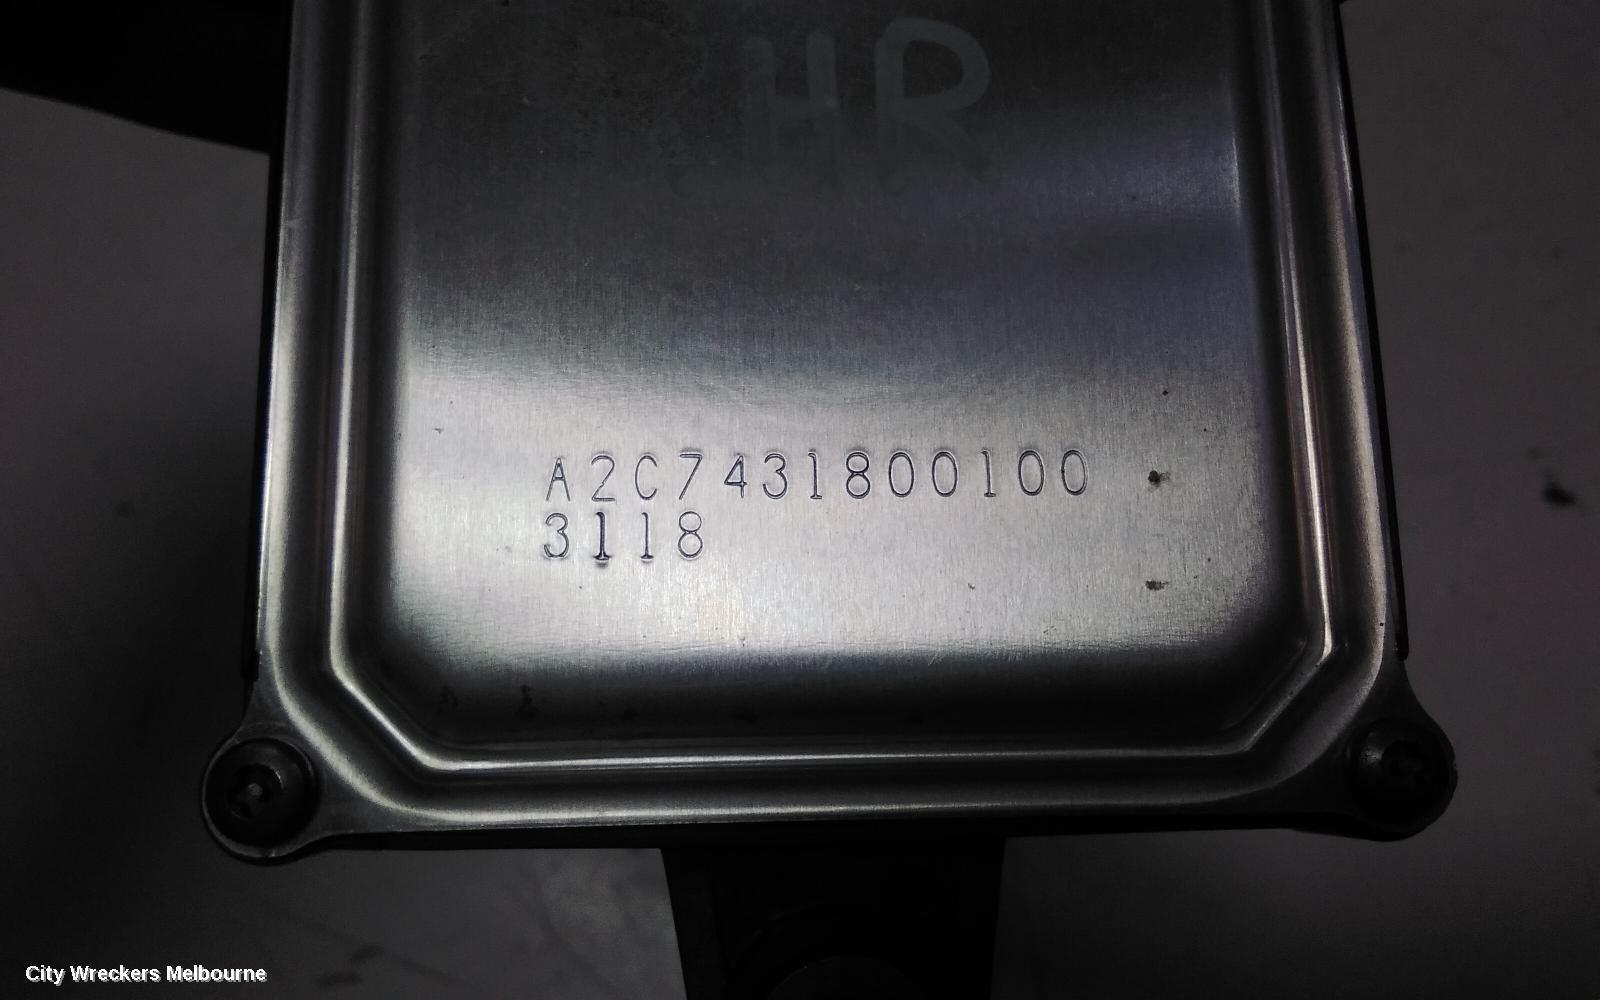 HR
A2C7431800100
3118
City Wreckers Melbourne